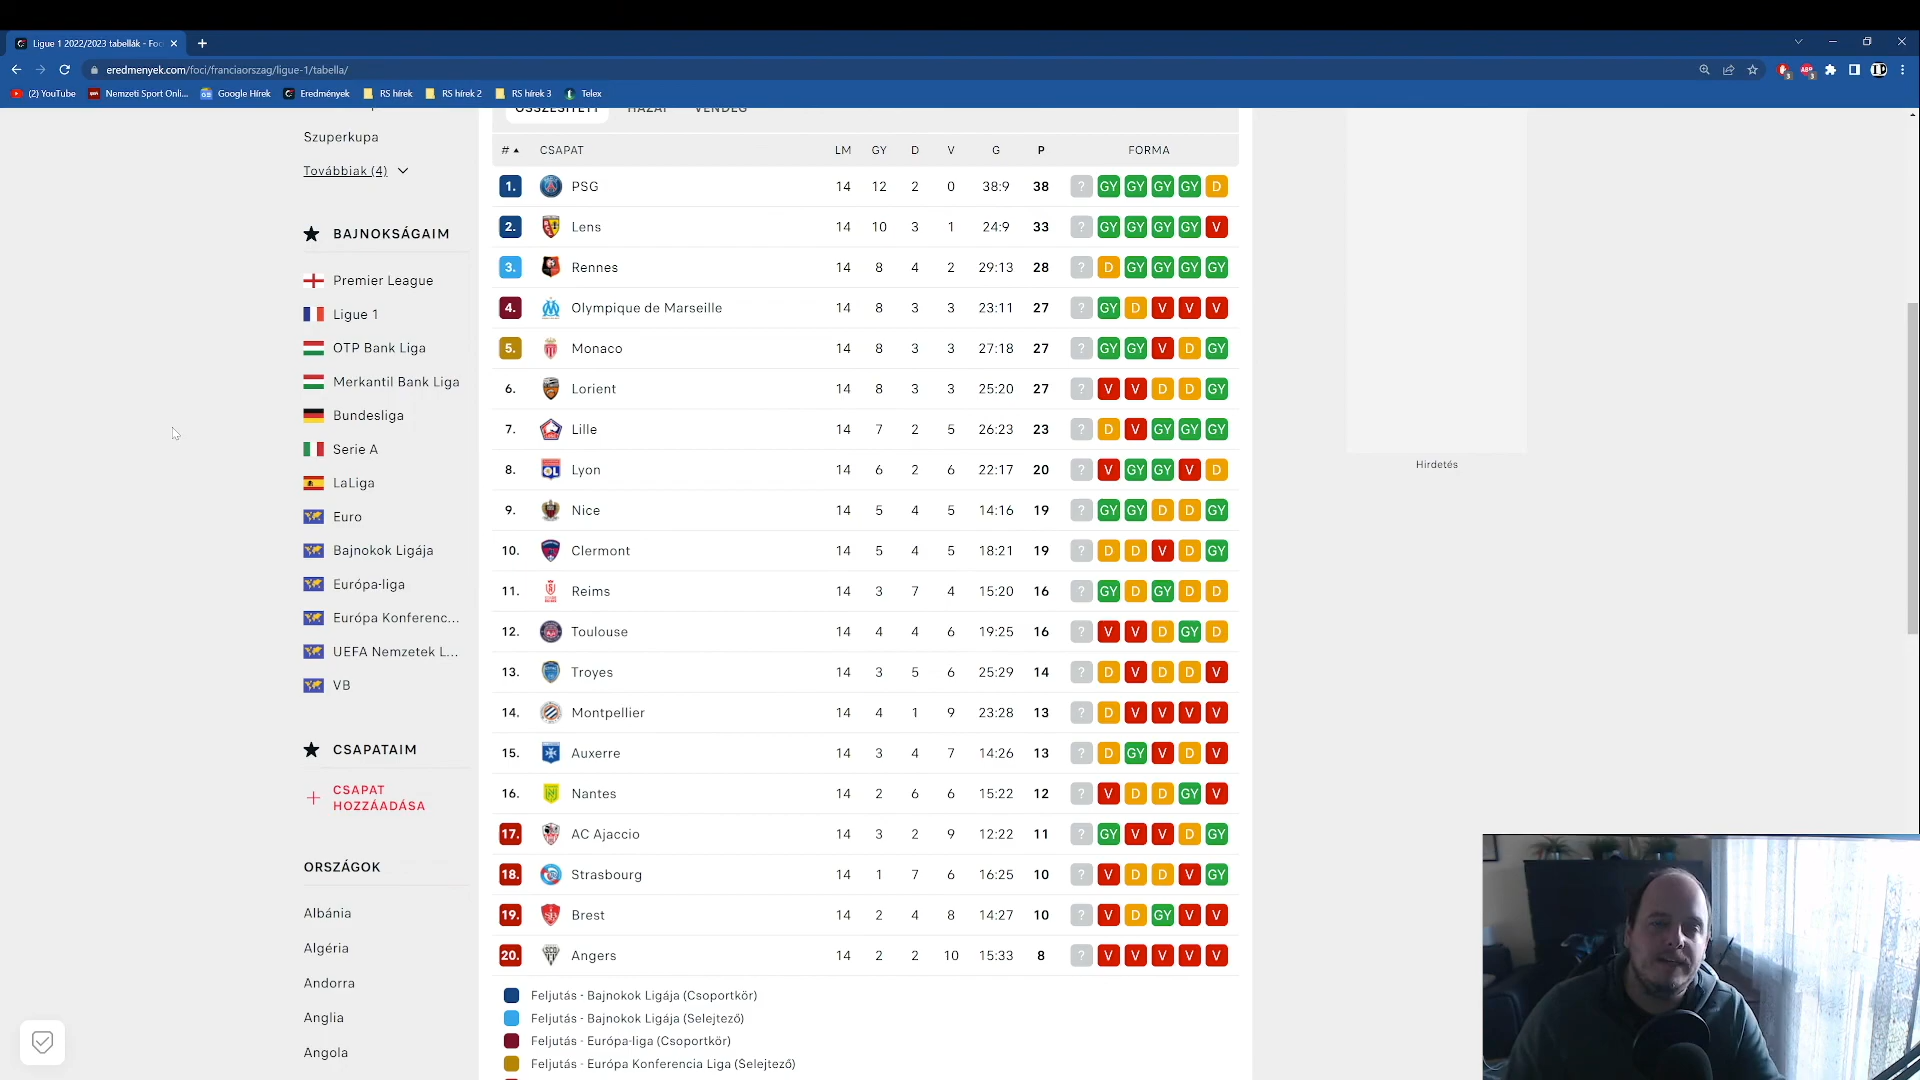 Ligue 1 2022/2023 tabellák - Foc
eredmenyek.com/foci/franciaorszag/ligue-1/tabella/
(2) YouTube
Nemzeti Sport Onli...
Google Hírek
Eredmények
RS hírek
RS hírek 2
RS hírek 3
Telex
ÖSSZESÍTETT HAZAI VENDÉG
Szuperkupa
Továbbiak (4)
BAJNOKSÁGAIM
Premier League
Ligue 1
OTP Bank Liga
Merkantil Bank Liga
Bundesliga
Serie A
LaLiga
Euro
Bajnokok Ligája
Európa-liga
Európa Konferenc...
UEFA Nemzetek L...
VB
CSAPATAIM
CSAPAT
HOZZÁADÁSA
ORSZÁGOK
Albánia
Algéria
Andorra
Anglia
Angola
# CSAPAT LM GY D V G P FORMA
1. PSG 14 12 2 0 38:9 38 ? GY GY GY GY D
2. Lens 14 10 3 1 24:9 33 ? GY GY GY GY V
3. Rennes 14 8 4 2 29:13 28 ? D GY GY GY GY
4. Olympique de Marseille 14 8 3 3 23:11 27 ? GY D V V V
5. Monaco 14 8 3 3 27:18 27 ? GY GY V D GY
6. Lorient 14 8 3 3 25:20 27 ? V V D D GY
7. Lille 14 7 2 5 26:23 23 ? D V GY GY GY
8. Lyon 14 6 2 6 22:17 20 ? V GY GY V D
9. Nice 14 5 4 5 14:16 19 ? GY GY D D GY
10. Clermont 14 5 4 5 18:21 19 ? D D V D GY
11. Reims 14 3 7 4 15:20 16 ? GY D GY D D
12. Toulouse 14 4 4 6 19:25 16 ? V V D GY D
13. Troyes 14 3 5 6 25:29 14 ? D V D D V
14. Montpellier 14 4 1 9 23:28 13 ? D V V V V
15. Auxerre 14 3 4 7 14:26 13 ? D GY V D V
16. Nantes 14 2 6 6 15:22 12 ? V D D GY V
17. AC Ajaccio 14 3 2 9 12:22 11 ? GY V V D GY
18. Strasbourg 14 1 7 6 16:25 10 ? V D D V GY
19. Brest 14 2 4 8 14:27 10 ? V D GY V V
20. Angers 14 2 2 10 15:33 8 ? V V V V V
Feljutás - Bajnokok Ligája (Csoportkör)
Feljutás - Bajnokok Ligája (Selejtező)
Feljutás - Európa-liga (Csoportkör)
Feljutás - Európa Konferencia Liga (Selejtező)
Hirdetés